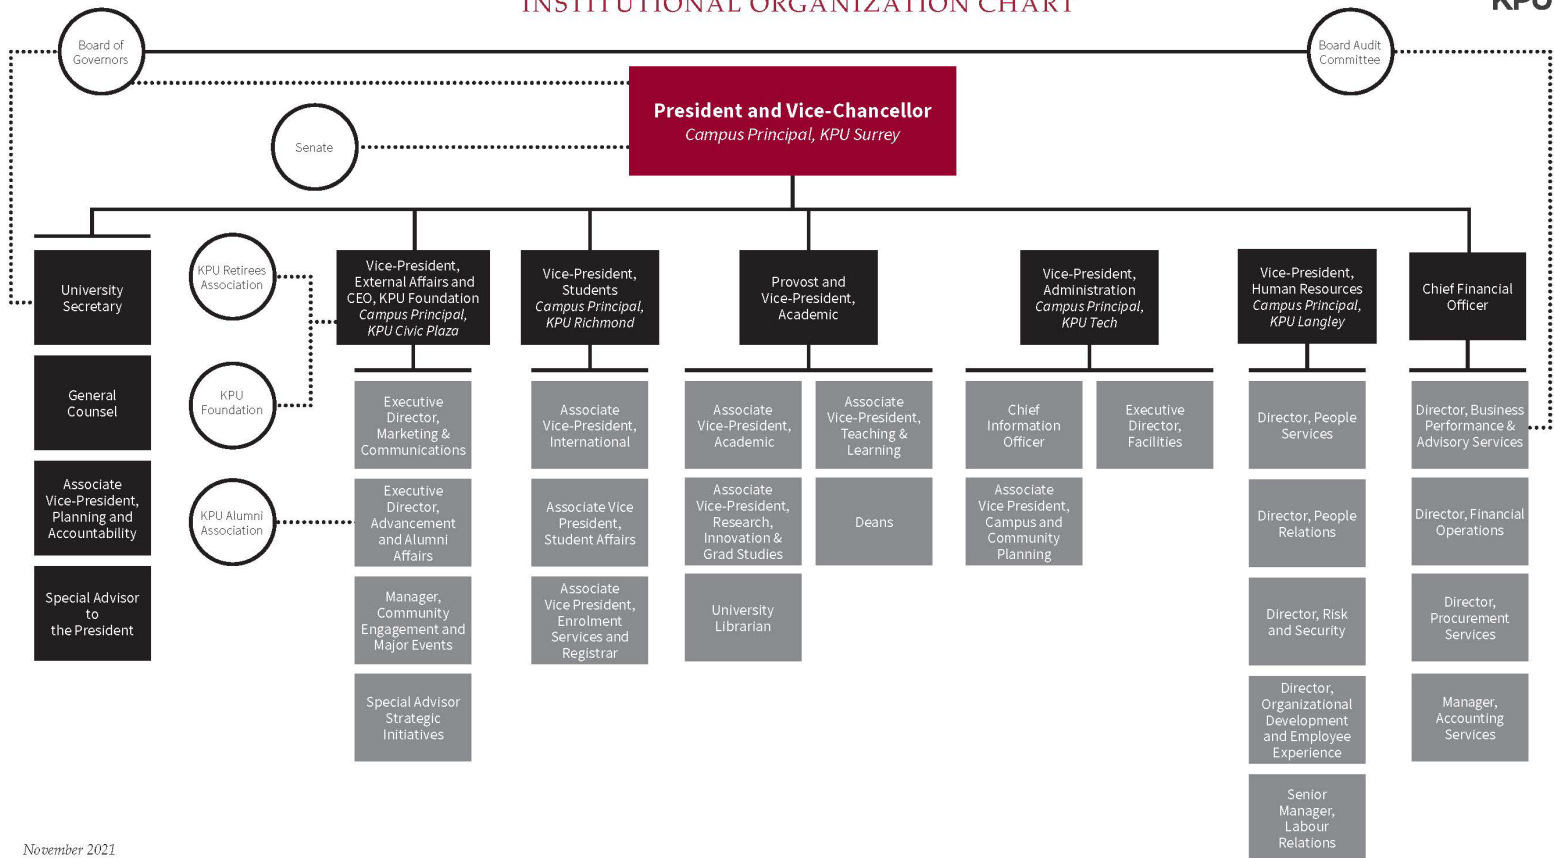 INSTITUTIONAL ORGANIZATION CHART
KPU
Board of
Governors
Board Audit
Committee
President and Vice-Chancellor
Campus Principal, KPU Surrey
Senate
University
Secretary
General
Counsel
Associate
Vice-President,
Planning and
Accountability
Special Advisor
to
the President
KPU Retirees
Association
KPU
Foundation
KPU Alumni
Association
Vice-President,
External Affairs and
CEO, KPU Foundation
Campus Principal,
KPU Civic Plaza
Executive
Director,
Marketing &
Communications
Executive
Director,
Advancement
and Alumni
Affairs
Manager,
Community
Engagement and
Major Events
Special Advisor
Strategic
Initiatives
Vice-President,
Students
Campus Principal,
KPU Richmond
Associate
Vice-President,
International
Associate Vice
President,
Student Affairs
Associate
Vice President,
Enrolment
Services and
Registrar
Provost and
Vice-President,
Academic
Associate
Vice-President,
Academic
Associate
Vice-President,
Teaching &
Learning
Associate
Vice-President,
Research,
Innovation &
Grad Studies
Deans
University
Librarian
Vice-President,
Administration
Campus Principal,
KPU Tech
Chief
Information
Officer
Executive
Director,
Facilities
Associate
Vice President,
Campus and
Community
Planning
Vice-President,
Human Resources
Campus Principal,
KPU Langley
Director, People
Services
Director, People
Relations
Director, Risk
and Security
Director,
Organizational
Development
and Employee
Experience
Senior
Manager,
Labour
Relations
Chief Financial
Officer
Director, Business
Performance &
Advisory Services
Director, Financial
Operations
Director,
Procurement
Services
Manager,
Accounting
Services
November 2021